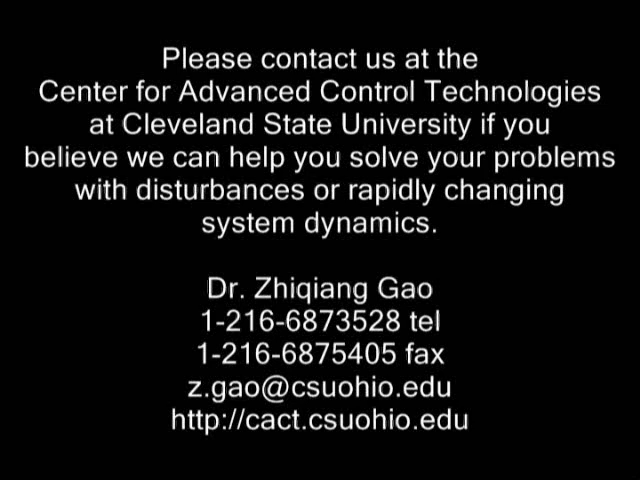 Please contact us at the
Center for Advanced Control Technologies
at Cleveland State University if you
believe we can help you solve your problems
with disturbances or rapidly changing
system dynamics.
Dr. Zhiqiang Gao
1-216-6873528 tel
1-216-6875405 fax
z.gao@csuohio.edu
http://cact.csuohio.edu